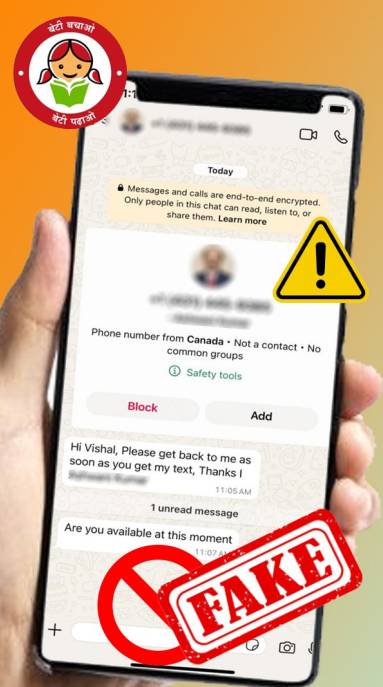 बेटी बचाओ
बेटी पढ़ाओ
Today
Messages and calls are end-to-end encrypted.
Only people in this chat can read, listen to, or
share them. Learn more
Phone number from Canada • Not a contact • No
common groups
Safety tools
Block
Add
Hi Vishal, Please get back to me as
soon as you get my text, Thanks I
11:05 AM
1 unread message
Are you available at this moment
11:07 AM
FAKE